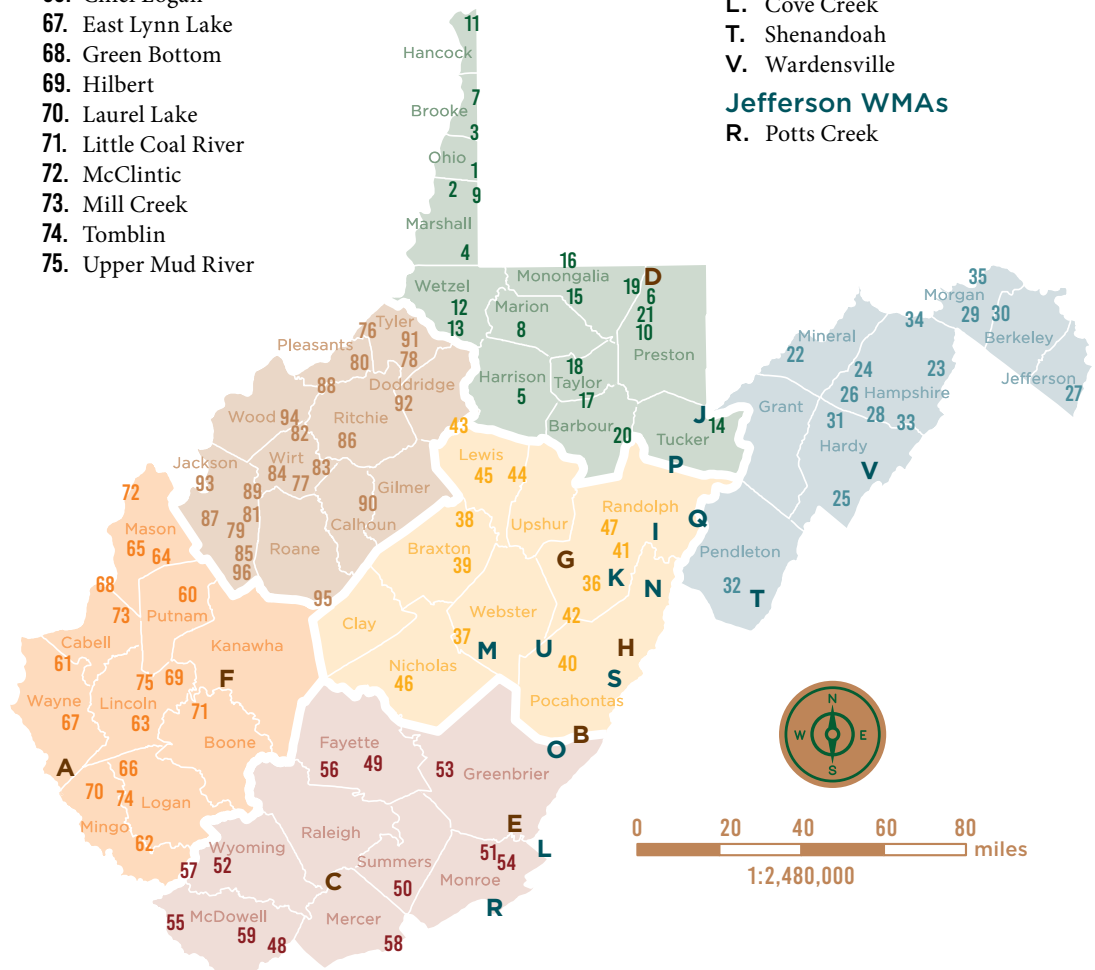 67. East Lynn Lake
68. Green Bottom
69. Hilbert
70. Laurel Lake
71. Little Coal River
72. McClintic
73. Mill Creek
74. Tomblin
75. Upper Mud River
L. Cove Creek
T. Shenandoah
V. Wardensville
Jefferson WMAs
R. Potts Creek
11
Hancock
7
Brooke
3
Ohio
1
2 9
Marshall
4
16
Monongalia
D
19
6
15
Wetzel
12
13
Marion
8
21
10
Preston
Harrison
5
18
Taylor
17
Barbour
20
J 14
Tucker
P
35
Morgan
29 30
Berkeley
Jefferson
27
34
Mineral
22
24
23
26 Hampshire
28 33
Grant
31
Hardy
V
25
Pendleton
32 T
Q
Tyler
76 91
Pleasants
80 78
88
Doddridge
92
Wood 94
82
Ritchie
86
Jackson
93
Wirt
84 77 83
89
87 81
79
85
96
Gilmer
90
Calhoun
Roane
95
43
Lewis
45 44
Upshur
38
Braxton
39
Randolph
47
I
41
G
36 K
N
42
Webster
37
M
U
40
H
S
Pocahontas
B
O
Clay
Nicholas
46
72
Mason
65 64
68
60
Putnam
73
Kanawha
F
Cabell
61
75 69
Wayne
67
Lincoln
63
71
Boone
A
66
70 74 Logan
Mingo
62
Fayette
56 49
53
Greenbrier
E
L
Raleigh
Summers
50
51
54
Monroe
R
C
Wyoming
52
57
55
McDowell
59 48
Mercer
58
N
W E
S
0 20 40 60 80
miles
1:2,480,000